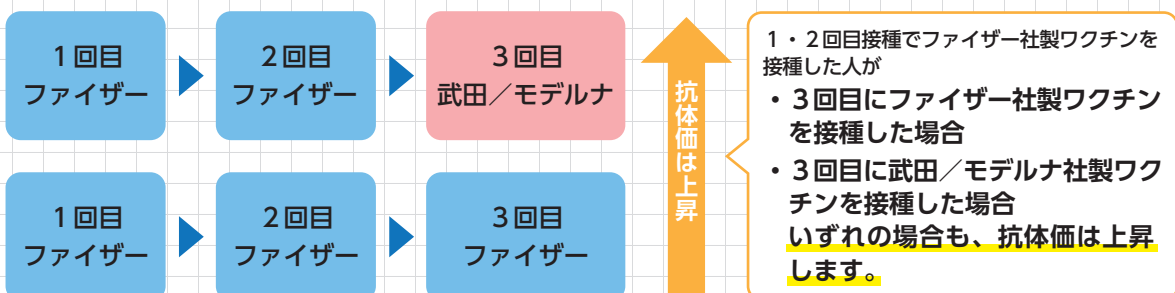 1回目
ファイザー
2回目
ファイザー
3回目
武田／モデルナ
1回目
ファイザー
2回目
ファイザー
3回目
ファイザー
抗体価は上昇
1・2回目接種でファイザー社製ワクチンを
接種した人が
・3回目にファイザー社製ワクチン
を接種した場合
・3回目に武田／モデルナ社製ワク
チンを接種した場合
いずれの場合も、抗体価は上昇
します。